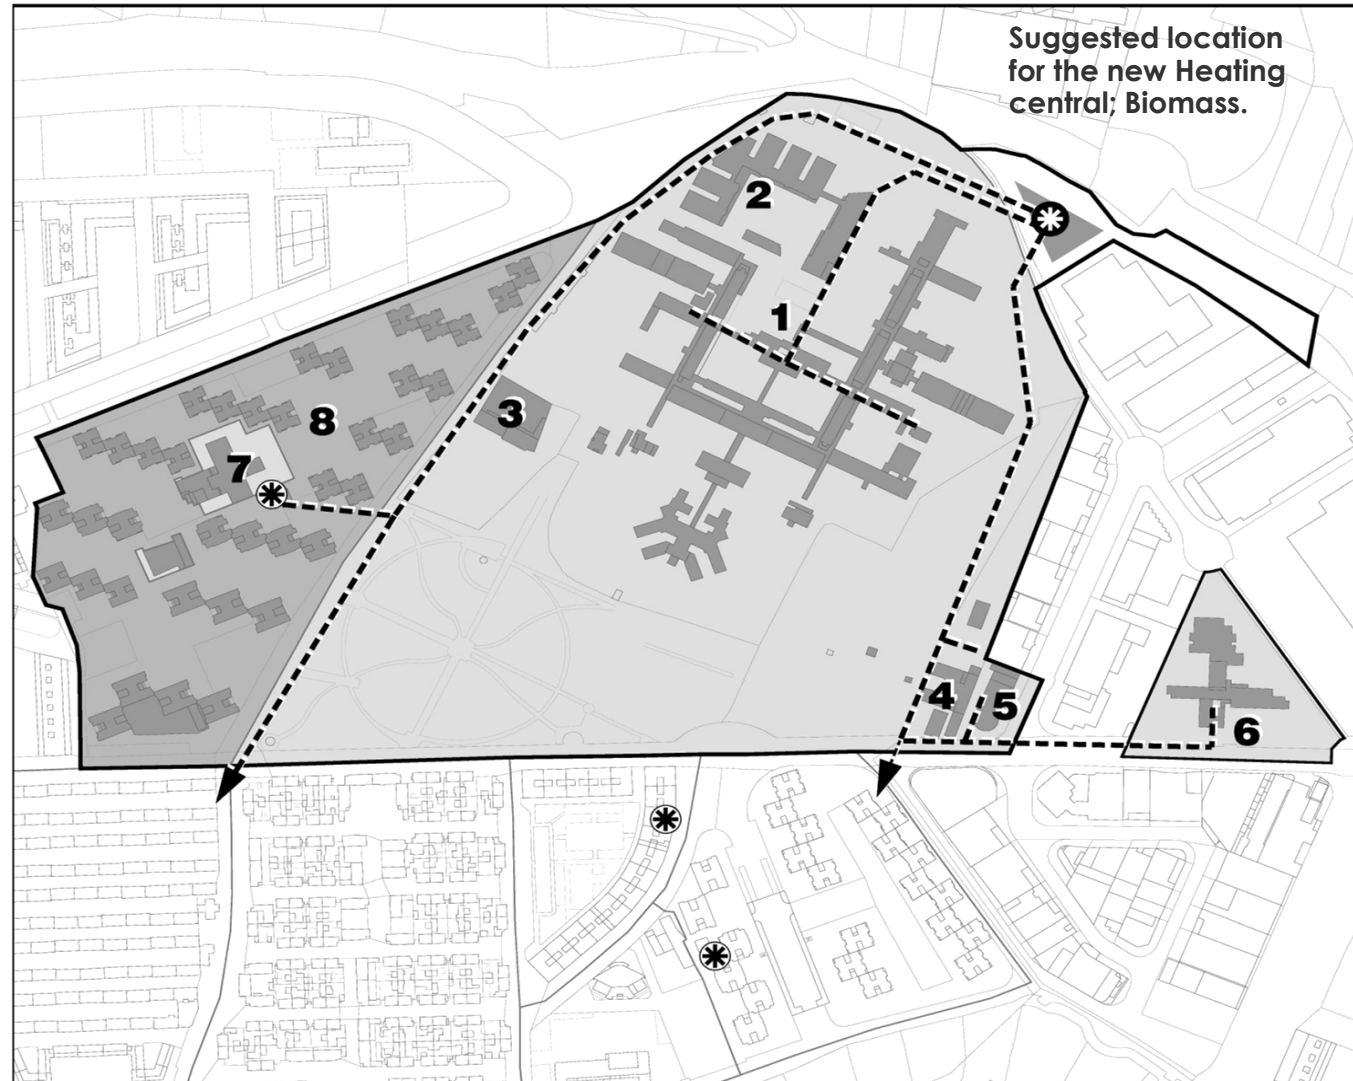 Suggested location
for the new Heating
central; Biomass.
2
1
3
8
7
4
5
6